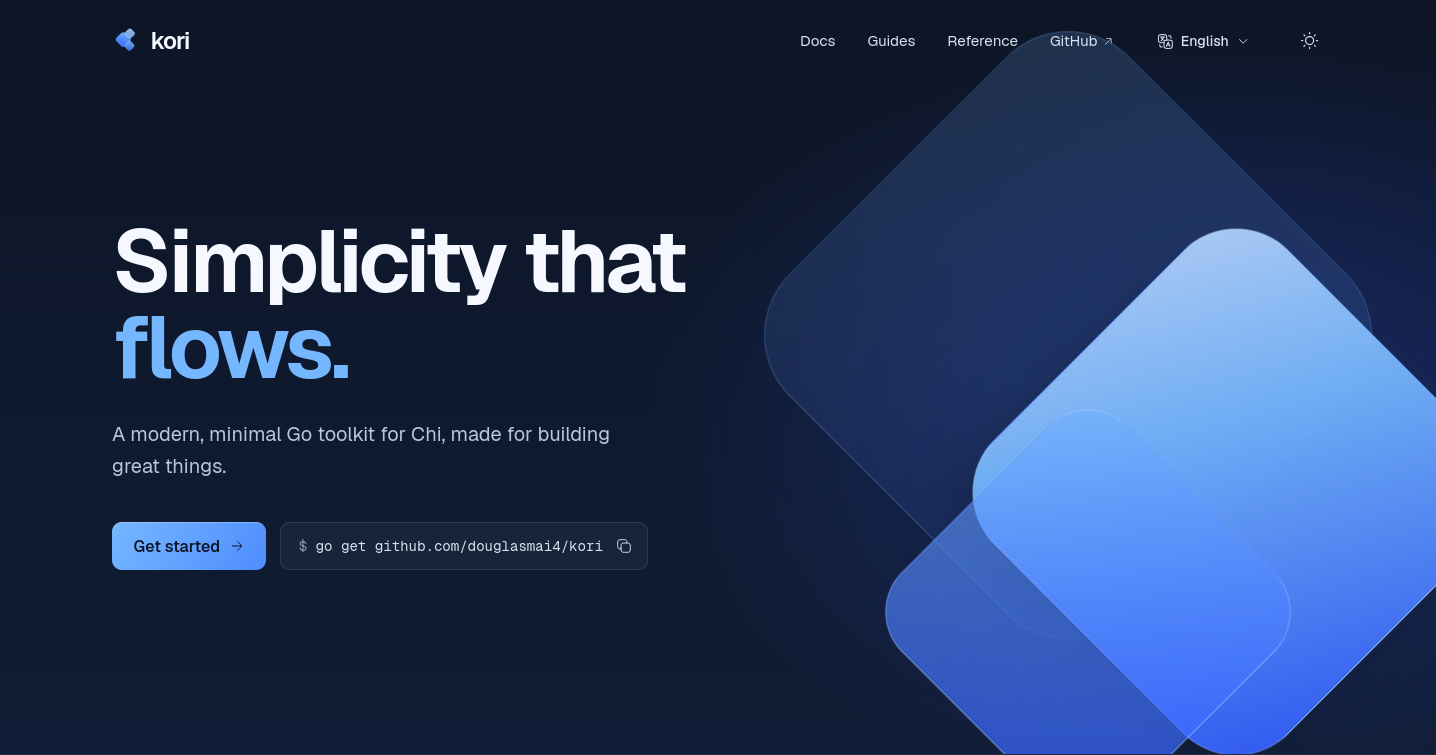 kori
Docs Guides Reference GitHub English
Simplicity that
flows.
A modern, minimal Go toolkit for Chi, made for building
great things.
Get started
$ go get github.com/douglasmai4/kori